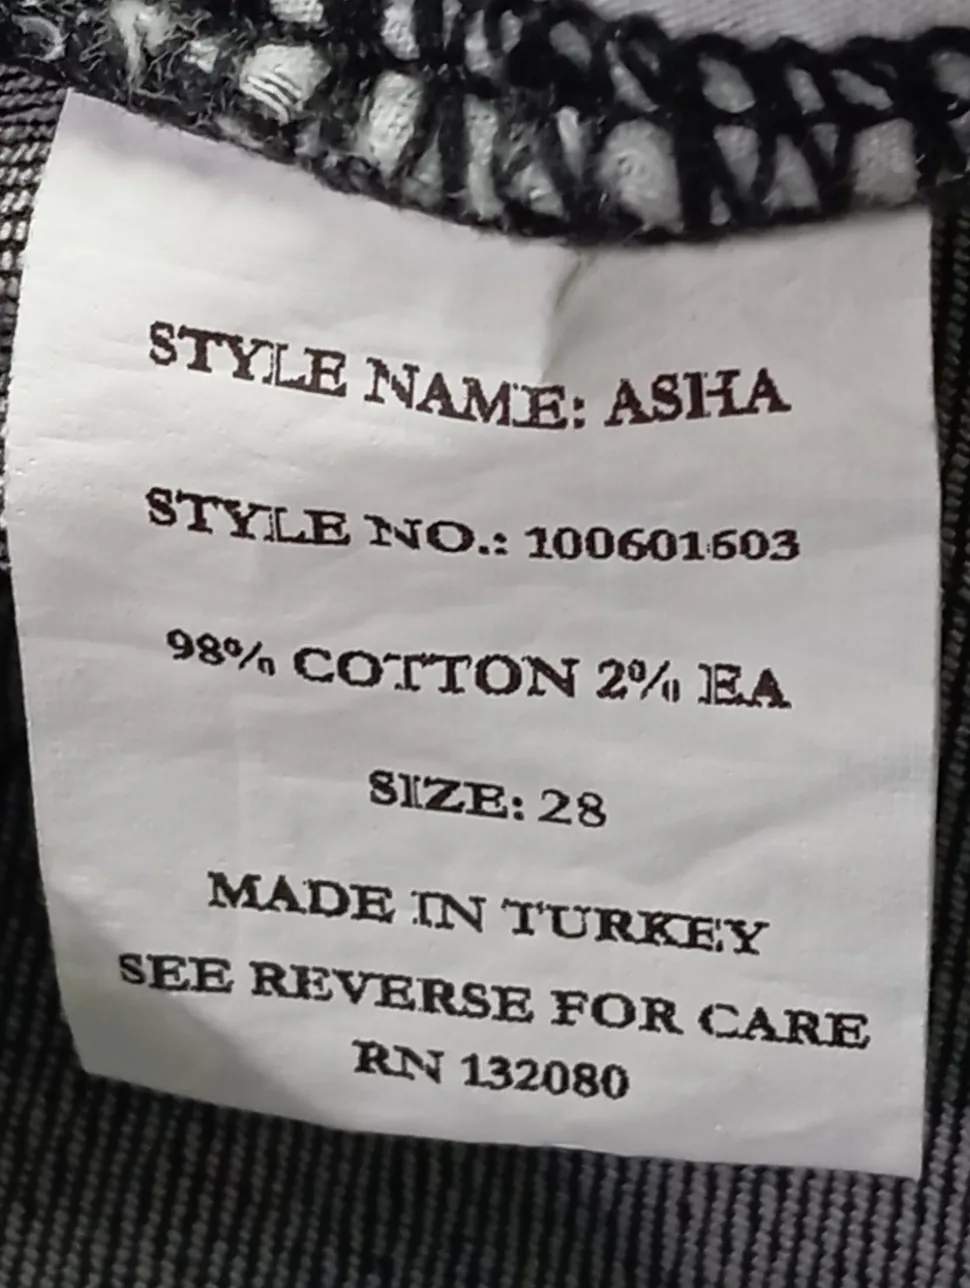 STYLE NAME: ASHA
STYLE NO.: 100601603
98% COTTON 2% EA
SIZE: 28
MADE IN TURKEY
SEE REVERSE FOR CARE
RN 132080